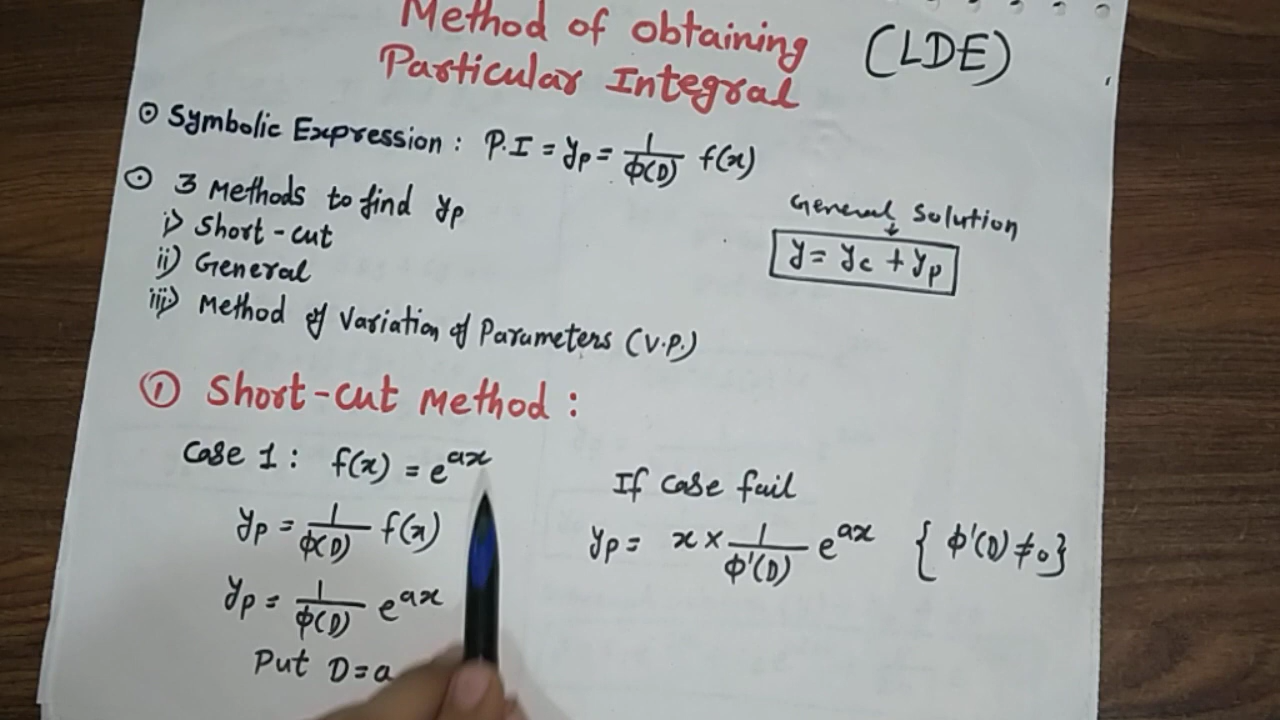 Method of Obtaining (LDE)
Particular Integral
⊙ Symbolic Expression : P.I = yp = 1/ϕ(D) f(x)
⊙ 3 Methods to find yp
i) Short-cut
ii) General
iii) Method of Variation of Parameters (V.P.)
General Solution
↓
y = yc + yp
① Short-cut Method :
Case 1 : f(x) = e^ax
yp = 1/ϕ(D) f(x)
yp = 1/ϕ(D) e^ax
Put D=a
If case fail
yp = x × 1/ϕ'(D) e^ax { ϕ'(D) ≠ 0 }